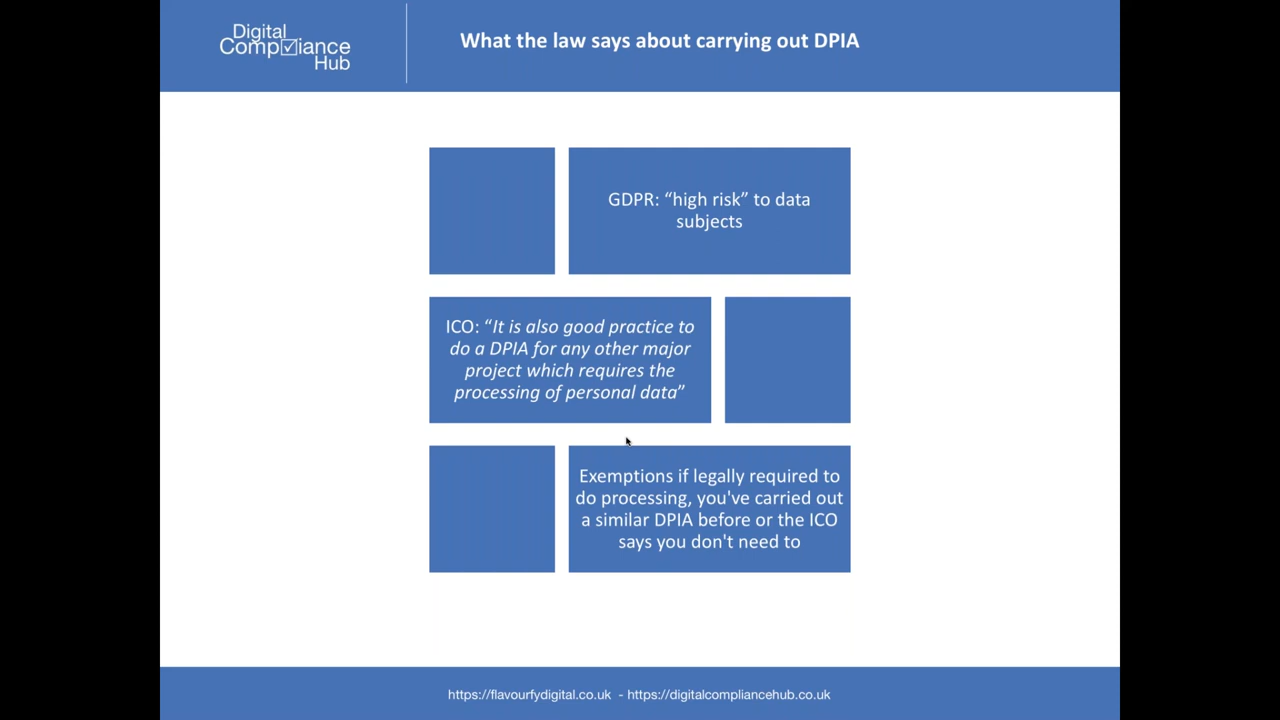 Digital
Compliance
Hub
What the law says about carrying out DPIA
GDPR: “high risk” to data
subjects
ICO: “It is also good practice to
do a DPIA for any other major
project which requires the
processing of personal data”
Exemptions if legally required to
do processing, you've carried out
a similar DPIA before or the ICO
says you don't need to
https://flavourfydigital.co.uk - https://digitalcompliancehub.co.uk